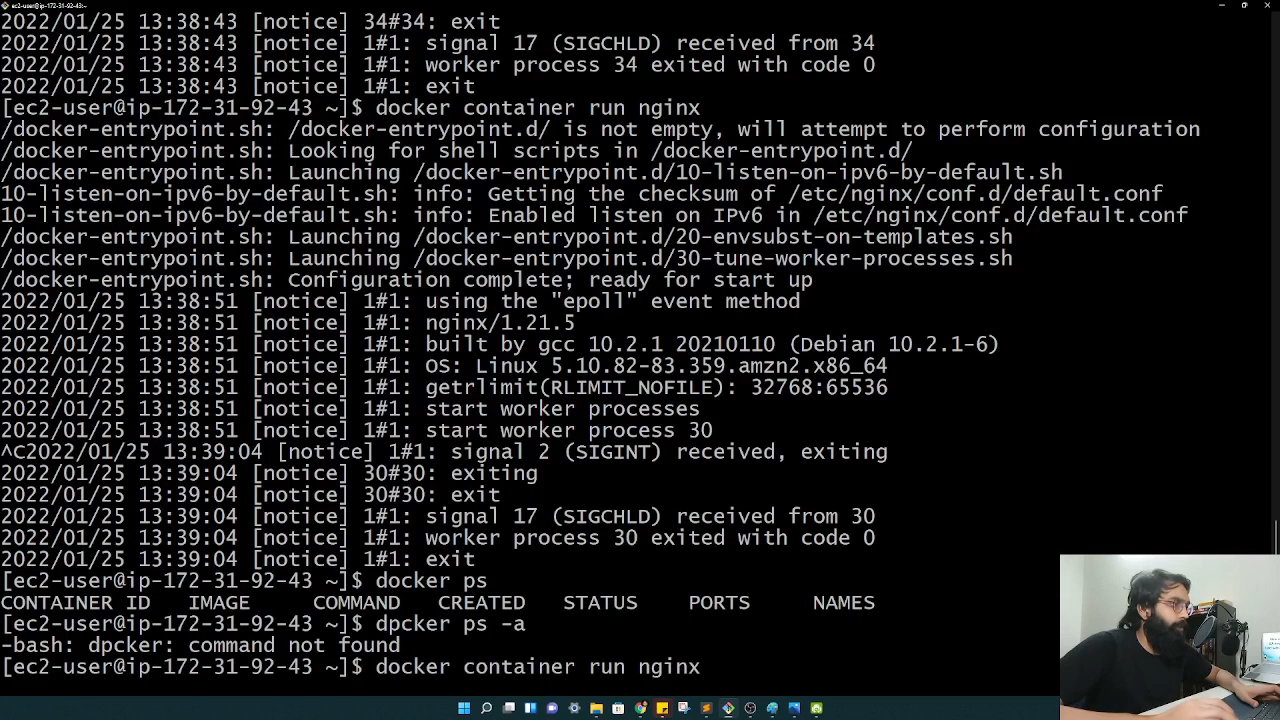 ec2-user@ip-172-31-92-43:~
2022/01/25 13:38:43 [notice] 34#34: exit
2022/01/25 13:38:43 [notice] 1#1: signal 17 (SIGCHLD) received from 34
2022/01/25 13:38:43 [notice] 1#1: worker process 34 exited with code 0
2022/01/25 13:38:43 [notice] 1#1: exit
[ec2-user@ip-172-31-92-43 ~]$ docker container run nginx
/docker-entrypoint.sh: /docker-entrypoint.d/ is not empty, will attempt to perform configuration
/docker-entrypoint.sh: Looking for shell scripts in /docker-entrypoint.d/
/docker-entrypoint.sh: Launching /docker-entrypoint.d/10-listen-on-ipv6-by-default.sh
10-listen-on-ipv6-by-default.sh: info: Getting the checksum of /etc/nginx/conf.d/default.conf
10-listen-on-ipv6-by-default.sh: info: Enabled listen on IPv6 in /etc/nginx/conf.d/default.conf
/docker-entrypoint.sh: Launching /docker-entrypoint.d/20-envsubst-on-templates.sh
/docker-entrypoint.sh: Launching /docker-entrypoint.d/30-tune-worker-processes.sh
/docker-entrypoint.sh: Configuration complete; ready for start up
2022/01/25 13:38:51 [notice] 1#1: using the "epoll" event method
2022/01/25 13:38:51 [notice] 1#1: nginx/1.21.5
2022/01/25 13:38:51 [notice] 1#1: built by gcc 10.2.1 20210110 (Debian 10.2.1-6)
2022/01/25 13:38:51 [notice] 1#1: OS: Linux 5.10.82-83.359.amzn2.x86_64
2022/01/25 13:38:51 [notice] 1#1: getrlimit(RLIMIT_NOFILE): 32768:65536
2022/01/25 13:38:51 [notice] 1#1: start worker processes
2022/01/25 13:38:51 [notice] 1#1: start worker process 30
^C2022/01/25 13:39:04 [notice] 1#1: signal 2 (SIGINT) received, exiting
2022/01/25 13:39:04 [notice] 30#30: exiting
2022/01/25 13:39:04 [notice] 30#30: exit
2022/01/25 13:39:04 [notice] 1#1: signal 17 (SIGCHLD) received from 30
2022/01/25 13:39:04 [notice] 1#1: worker process 30 exited with code 0
2022/01/25 13:39:04 [notice] 1#1: exit
[ec2-user@ip-172-31-92-43 ~]$ docker ps
CONTAINER ID   IMAGE     COMMAND   CREATED   STATUS    PORTS     NAMES
[ec2-user@ip-172-31-92-43 ~]$ dpcker ps -a
-bash: dpcker: command not found
[ec2-user@ip-172-31-92-43 ~]$ docker container run nginx